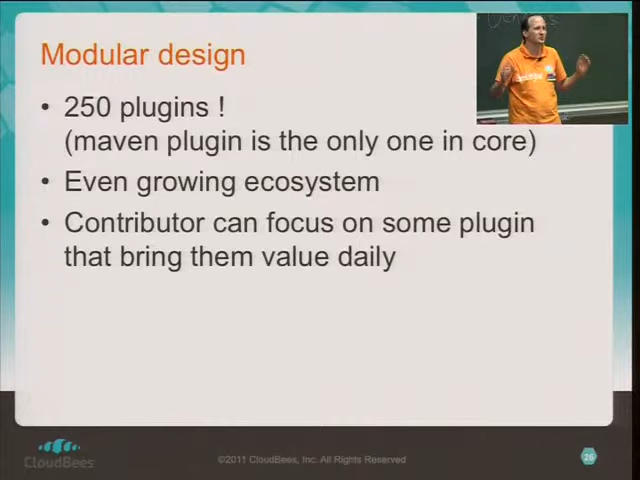 Modular design
• 250 plugins !
(maven plugin is the only one in core)
• Even growing ecosystem
• Contributor can focus on some plugin
that bring them value daily
CloudBees
©2011 CloudBees, Inc. All Rights Reserved
26